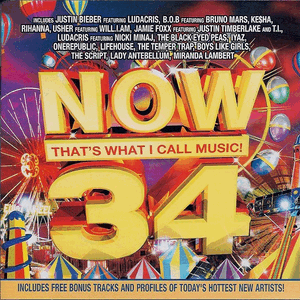 INCLUDES JUSTIN BIEBER FEATURING LUDACRIS, B.O.B FEATURING BRUNO MARS, KE$HA,
RIHANNA, USHER FEATURING WILL.I.AM, JAMIE FOXX FEATURING JUSTIN TIMBERLAKE AND T.I.,
LUDACRIS FEATURING NICKI MINAJ, THE BLACK EYED PEAS, IYAZ,
ONEREPUBLIC, LIFEHOUSE, THE TEMPER TRAP, BOYS LIKE GIRLS,
THE SCRIPT, LADY ANTEBELLUM, MIRANDA LAMBERT
NOW
THAT'S WHAT I CALL MUSIC!
34
INCLUDES FREE BONUS TRACKS AND PROFILES OF TODAY'S HOTTEST NEW ARTISTS!